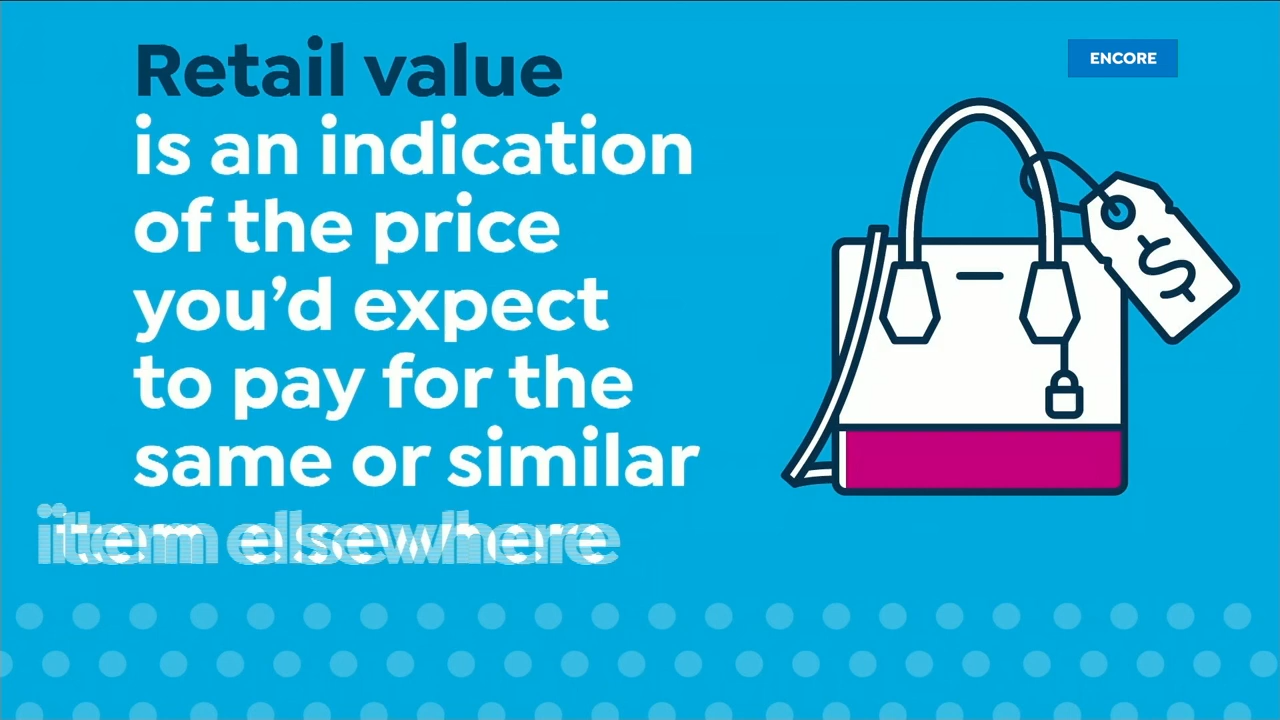 Retail value
is an indication
of the price
you'd expect
to pay for the
same or similar
item elsewhere
ENCORE
$